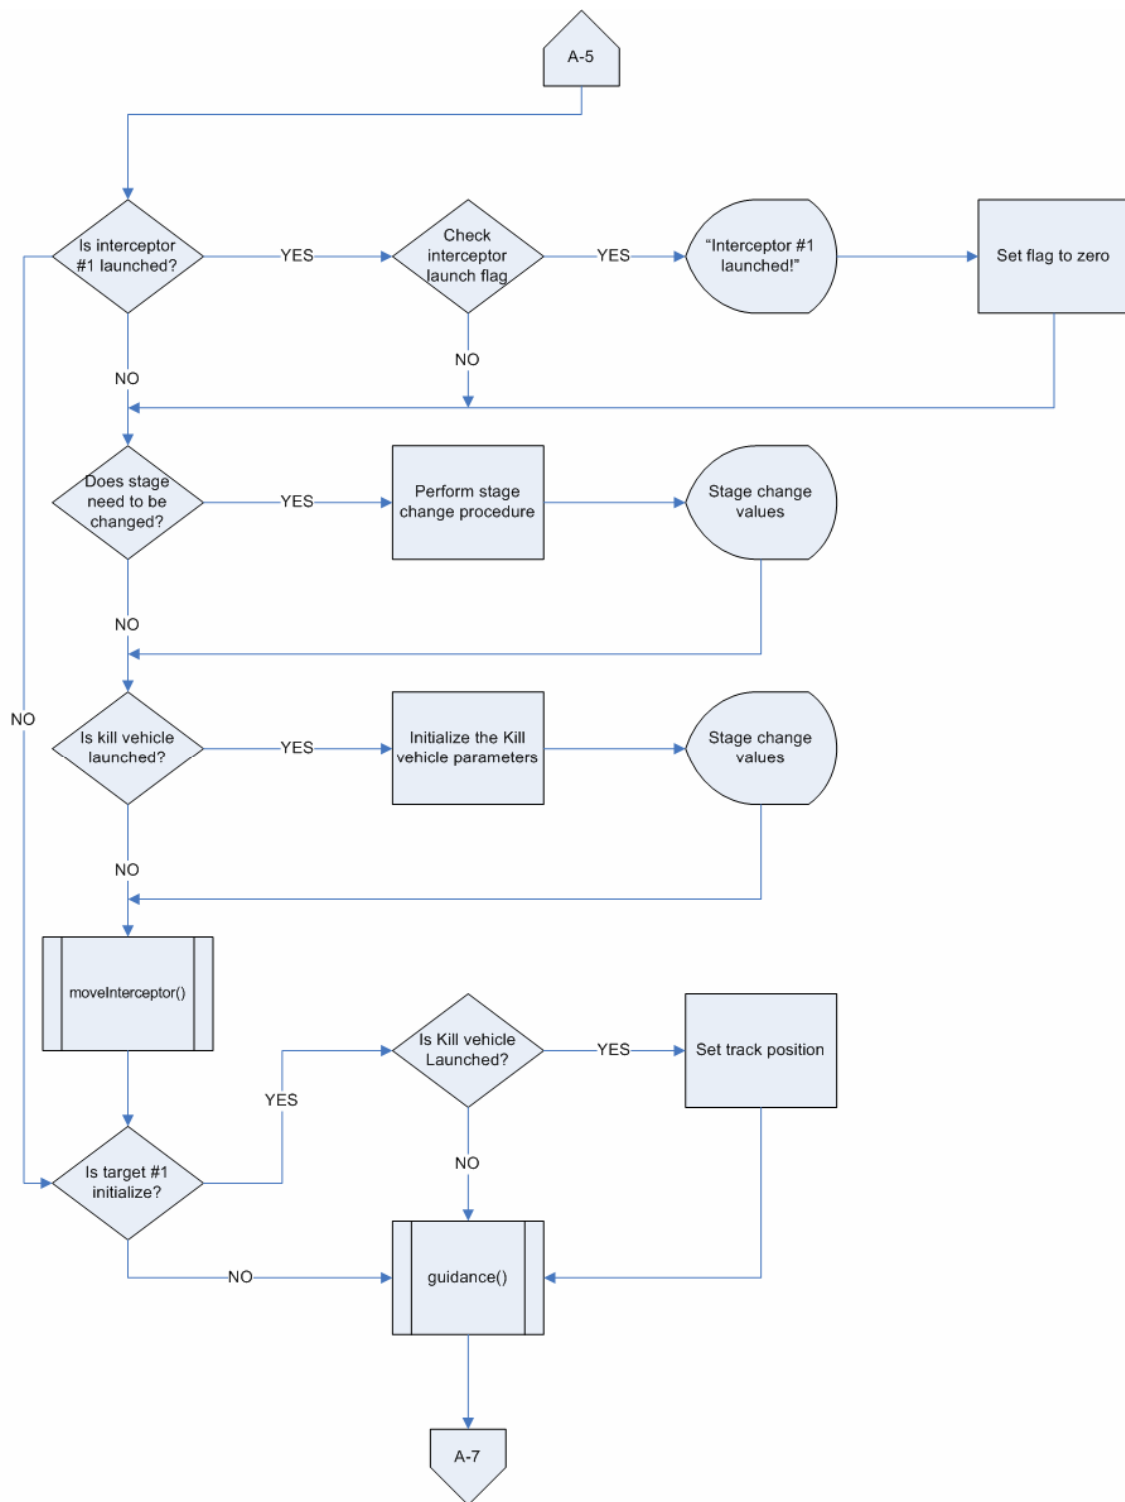 A-5
Is interceptor
#1 launched?
YES
Check
interceptor
launch flag
YES
“Interceptor #1
launched!”
Set flag to zero
NO
NO
Does stage
need to be
changed?
YES
Perform stage
change procedure
Stage change
values
NO
NO
Is kill vehicle
launched?
YES
Initialize the Kill
vehicle parameters
Stage change
values
NO
moveInterceptor()
Is Kill vehicle
Launched?
YES
Set track position
YES
Is target #1
initialize?
NO
NO
guidance()
A-7